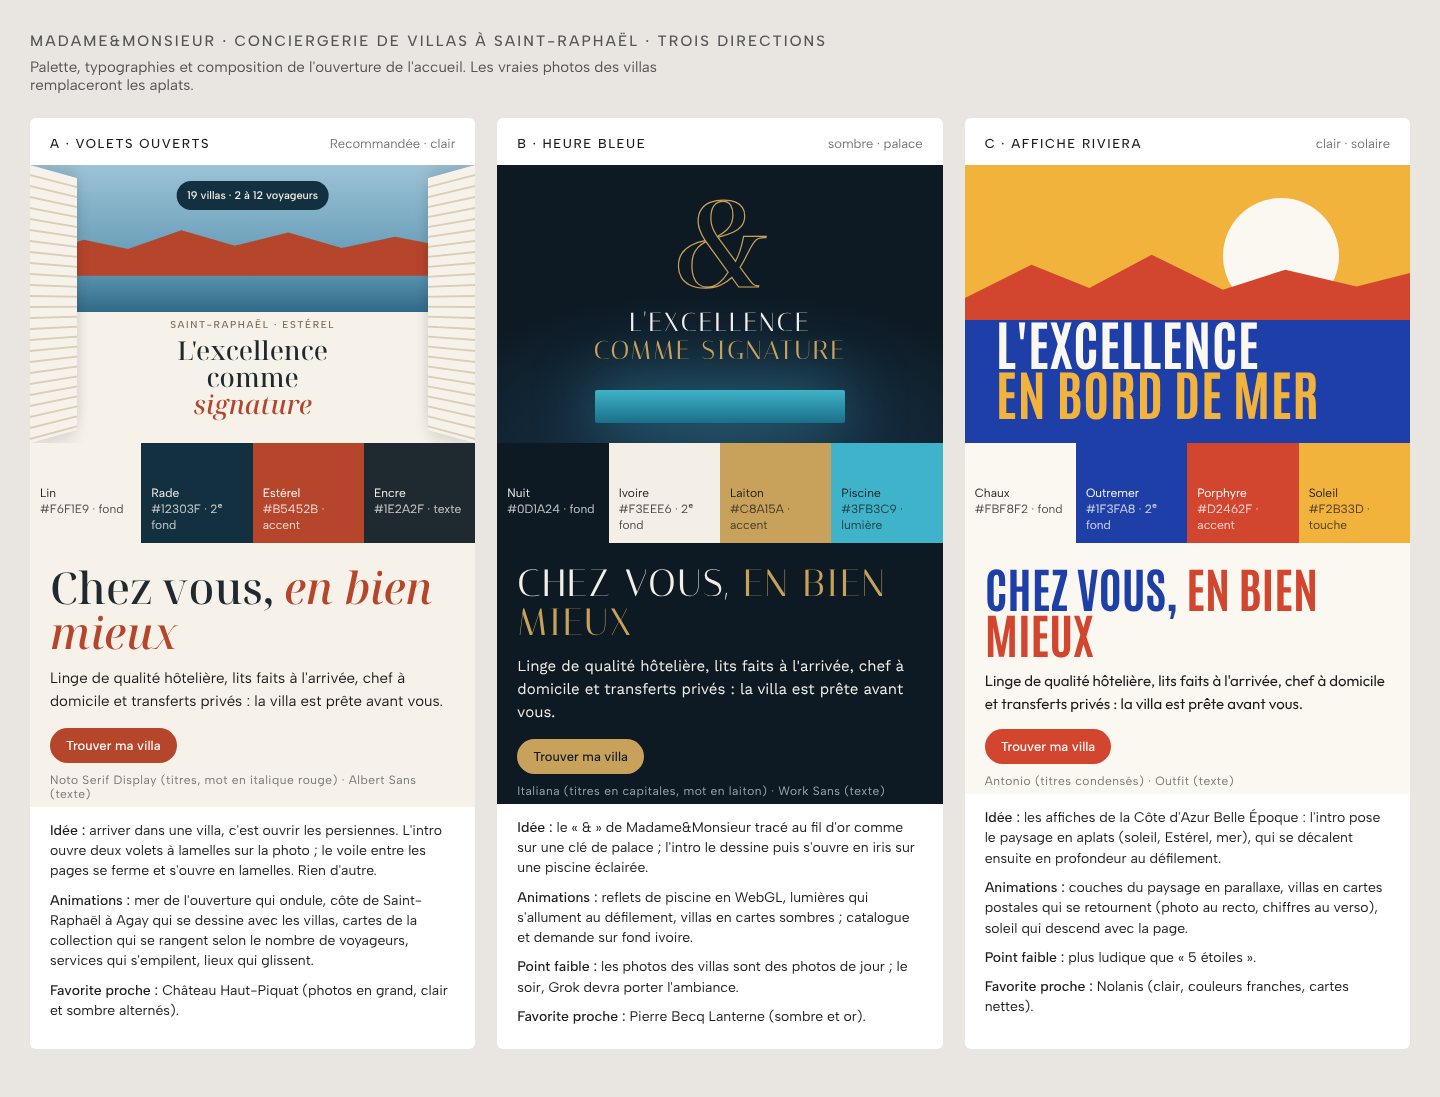 MADAME&MONSIEUR · CONCIERGERIE DE VILLAS À SAINT-RAPHAËL · TROIS DIRECTIONS
Palette, typographies et composition de l'ouverture de l'accueil. Les vraies photos des villas
remplaceront les aplats.
A · VOLETS OUVERTS
Recommandée · clair
19 villas · 2 à 12 voyageurs
SAINT-RAPHAËL · ESTÉREL
L'excellence
comme
signature
Lin
#F6F1E9 · fond
Rade
#12303F · 2ᵉ
fond
Estérel
#B5452B ·
accent
Encre
#1E2A2F · texte
Chez vous, en bien
mieux
Linge de qualité hôtelière, lits faits à l'arrivée, chef à
domicile et transferts privés : la villa est prête avant vous.
Trouver ma villa
Noto Serif Display (titres, mot en italique rouge) · Albert Sans
(texte)
Idée : arriver dans une villa, c'est ouvrir les persiennes. L'intro
ouvre deux volets à lamelles sur la photo ; le voile entre les
pages se ferme et s'ouvre en lamelles. Rien d'autre.
Animations : mer de l'ouverture qui ondule, côte de Saint-
Raphaël à Agay qui se dessine avec les villas, cartes de la
collection qui se rangent selon le nombre de voyageurs,
services qui s'empilent, lieux qui glissent.
Favorite proche : Château Haut-Piquat (photos en grand, clair
et sombre alternés).
B · HEURE BLEUE
sombre · palace
&
L'EXCELLENCE
COMME SIGNATURE
Nuit
#0D1A24 · fond
Ivoire
#F3EEE6 · 2ᵉ
fond
Laiton
#C8A15A ·
accent
Piscine
#3FB3C9 ·
lumière
CHEZ VOUS, EN BIEN
MIEUX
Linge de qualité hôtelière, lits faits à l'arrivée, chef à
domicile et transferts privés : la villa est prête avant
vous.
Trouver ma villa
Italiana (titres en capitales, mot en laiton) · Work Sans (texte)
Idée : le « & » de Madame&Monsieur tracé au fil d'or comme
sur une clé de palace ; l'intro le dessine puis s'ouvre en iris sur
une piscine éclairée.
Animations : reflets de piscine en WebGL, lumières qui
s'allument au défilement, villas en cartes sombres ; catalogue
et demande sur fond ivoire.
Point faible : les photos des villas sont des photos de jour ; le
soir, Grok devra porter l'ambiance.
Favorite proche : Pierre Becq Lanterne (sombre et or).
C · AFFICHE RIVIERA
clair · solaire
L'EXCELLENCE
EN BORD DE MER
Chaux
#FBF8F2 · fond
Outremer
#1F3FA8 · 2ᵉ
fond
Porphyre
#D2462F ·
accent
Soleil
#F2B33D ·
touche
CHEZ VOUS, EN BIEN
MIEUX
Linge de qualité hôtelière, lits faits à l'arrivée, chef à domicile
et transferts privés : la villa est prête avant vous.
Trouver ma villa
Antonio (titres condensés) · Outfit (texte)
Idée : les affiches de la Côte d'Azur Belle Époque : l'intro pose
le paysage en aplats (soleil, Estérel, mer), qui se décalent
ensuite en profondeur au défilement.
Animations : couches du paysage en parallaxe, villas en cartes
postales qui se retournent (photo au recto, chiffres au verso),
soleil qui descend avec la page.
Point faible : plus ludique que « 5 étoiles ».
Favorite proche : Nolanis (clair, couleurs franches, cartes
nettes).